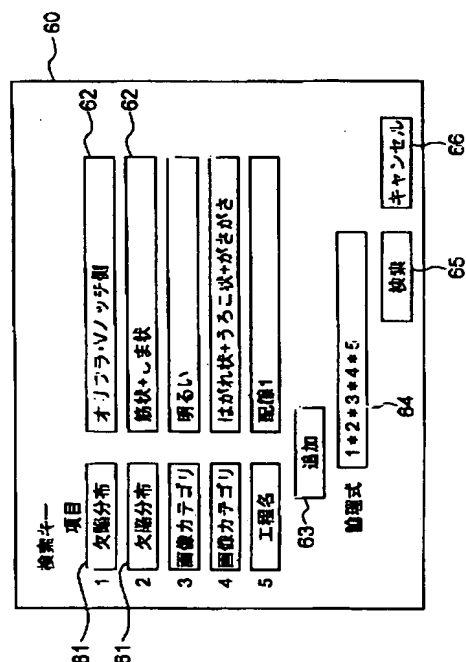 60
検索キー
項目
61
1 欠陥分布 オリフラ・Vノッチ側 62
61
2 欠陥分布 筋状+しま状 62
3 画像カテゴリ 明るい
4 画像カテゴリ はがれ状+うろこ状+がさがさ
5 工程名 配線1
63 追加
論理式 1*2*3*4*5
64
検索 キャンセル
65 66